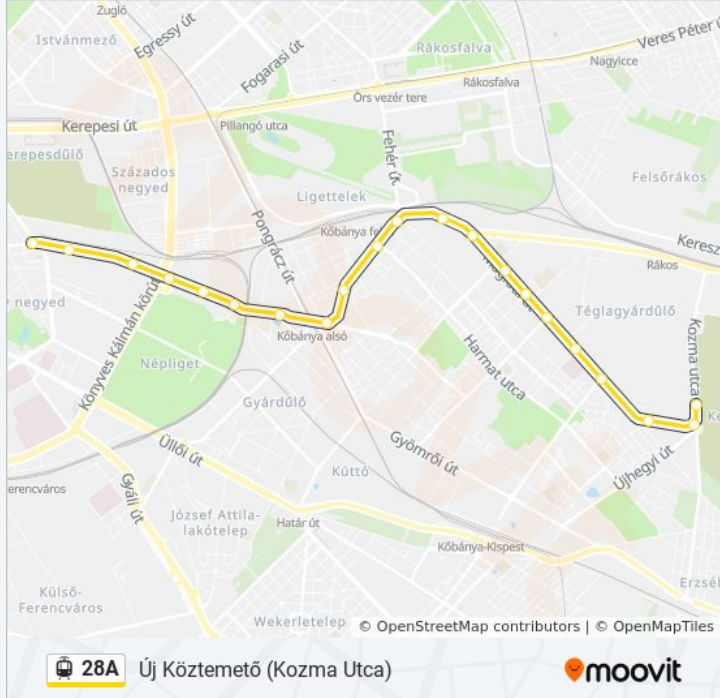 Zugló
Istvánmező
Egressy út
Fogarasi út
Rákosfalva
Veres Péter ú
Nagyicce
Örs vezér tere
Rákosfalva
Kerepesi út
Pillangó utca
erepesdűlő
Százados
negyed
Fehér út
Ligettelek
Felsőrákos
Pongrácz út
Kőbánya fe
Keresz
Rákos
y negyed
Könyves Kálmán körút
Téglagyárdűlő
Kozma utca
Kőbánya alsó
Népliget
Harmat utca
Gyárdűlő
Ke
Gyömrői út
Üllői út
Kúttó
Újhegyi út
erencváros
Gyáli út
József Attila-
lakótelep
Határ út
Kőbánya-Kispest
Külső-
Ferencváros
Erzséb
Wekerletelep
© OpenStreetMap contributors | © OpenMapTiles
28A Új Köztemető (Kozma Utca)
moovit